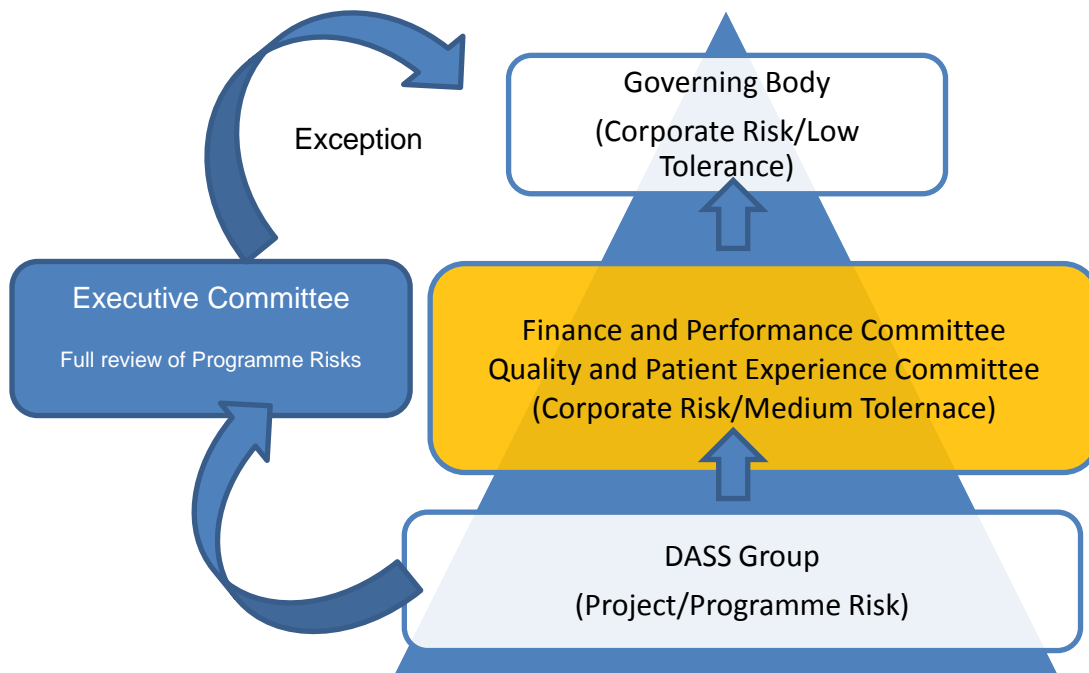 Governing Body
(Corporate Risk/Low
Tolerance)
Exception
Executive Committee
Full review of Programme Risks
Finance and Performance Committee
Quality and Patient Experience Committee
(Corporate Risk/Medium Tolernace)
DASS Group
(Project/Programme Risk)